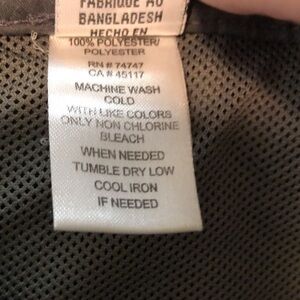 FABRIQUÉ AU
BANGLADESH
HECHO EN
100% POLYESTER/
POLYESTER
RN # 74747
CA # 45117
MACHINE WASH
COLD
WITH LIKE COLORS
ONLY NON CHLORINE
BLEACH
WHEN NEEDED
TUMBLE DRY LOW
COOL IRON
IF NEEDED